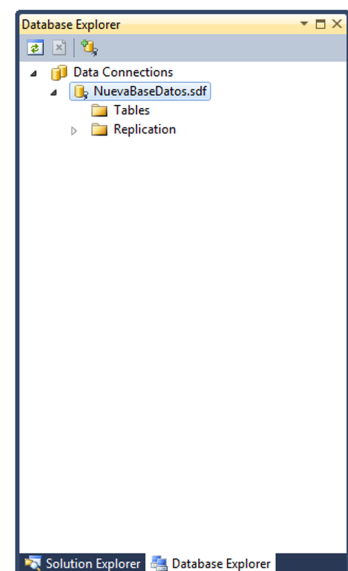 Database Explorer
Data Connections
NuevaBaseDatos.sdf
Tables
Replication
Solution Explorer Database Explorer